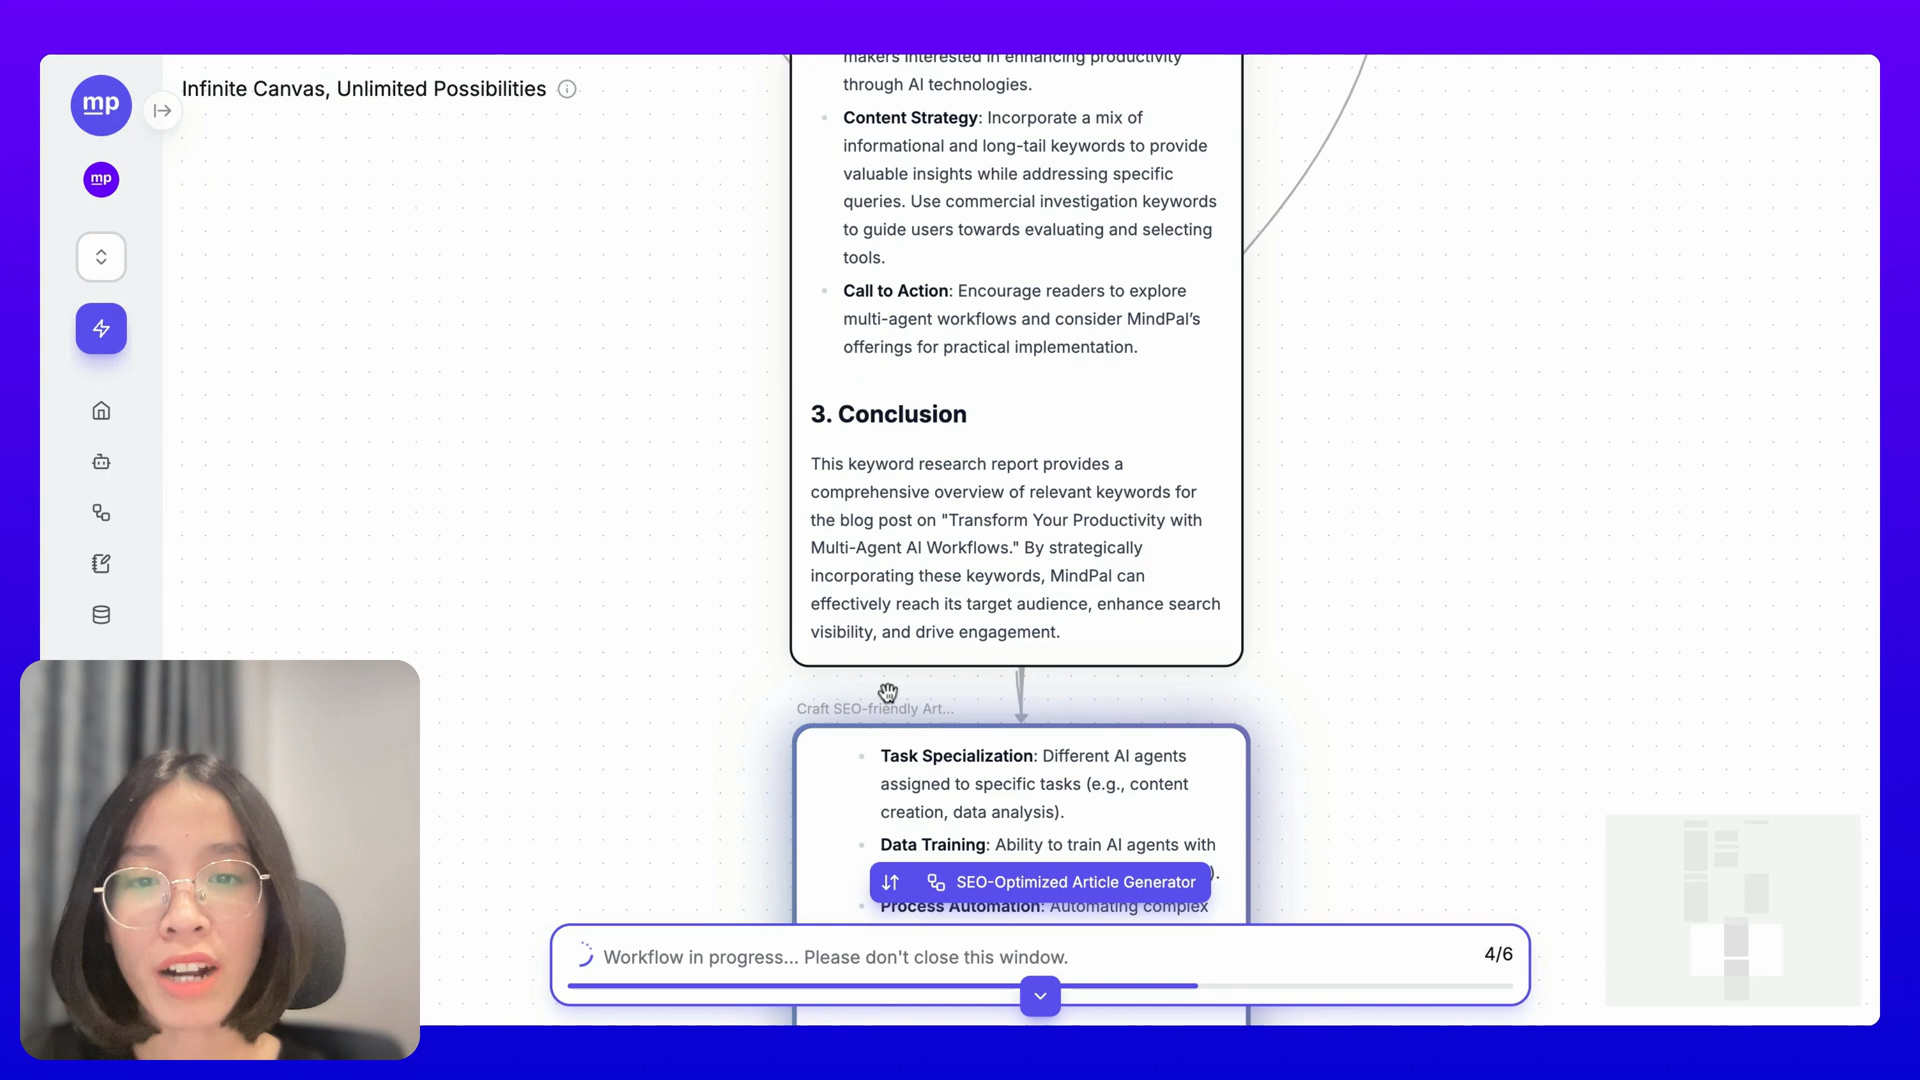 mp
Infinite Canvas, Unlimited Possibilities
mp
makers interested in enhancing productivity
through AI technologies.
Content Strategy: Incorporate a mix of
informational and long-tail keywords to provide
valuable insights while addressing specific
queries. Use commercial investigation keywords
to guide users towards evaluating and selecting
tools.
Call to Action: Encourage readers to explore
multi-agent workflows and consider MindPal’s
offerings for practical implementation.
3. Conclusion
This keyword research report provides a
comprehensive overview of relevant keywords for
the blog post on "Transform Your Productivity with
Multi-Agent AI Workflows." By strategically
incorporating these keywords, MindPal can
effectively reach its target audience, enhance search
visibility, and drive engagement.
Craft SEO-friendly Art...
Task Specialization: Different AI agents
assigned to specific tasks (e.g., content
creation, data analysis).
Data Training: Ability to train AI agents with
).
SEO-Optimized Article Generator
Process Automation: Automating complex
Workflow in progress... Please don't close this window.
4/6